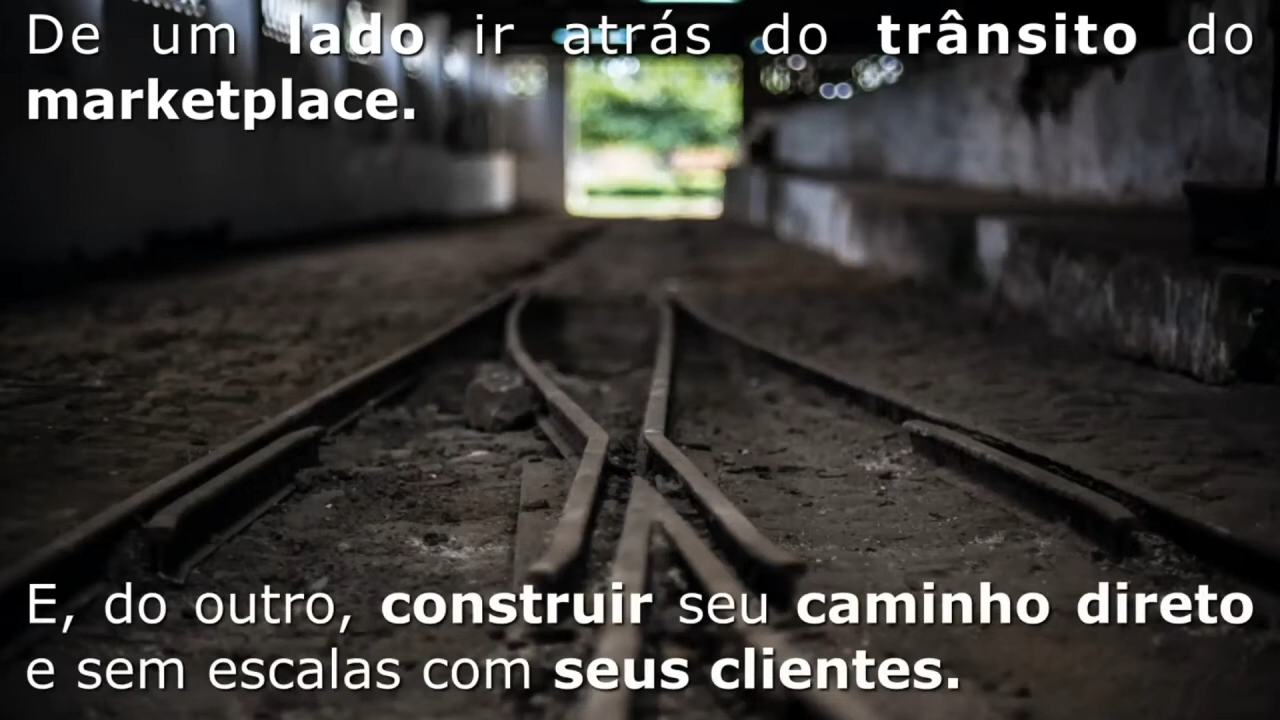 De um lado ir atrás do trânsito do
marketplace.
E, do outro, construir seu caminho direto
e sem escalas com seus clientes.